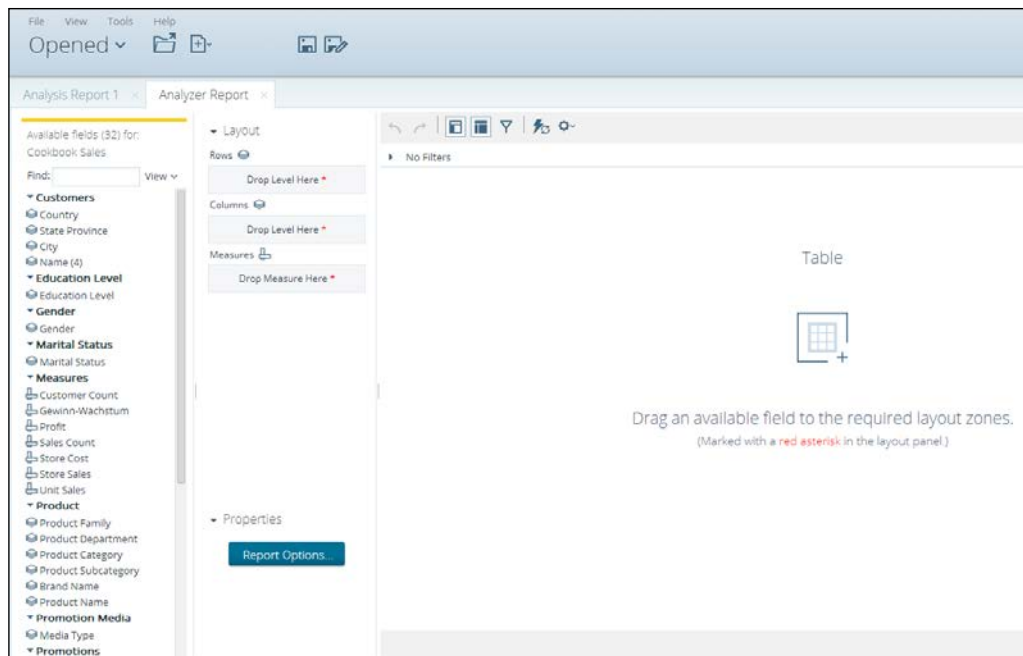 File View Tools Help
Opened
Analysis Report 1 × Analyzer Report ×
Available fields (32) for:
Cookbook Sales
Find: View
Customers
Country
State Province
City
Name (4)
Education Level
Education Level
Gender
Gender
Marital Status
Marital Status
Measures
Customer Count
Gewinn-Wachstum
Profit
Sales Count
Store Cost
Store Sales
Unit Sales
Product
Product Family
Product Department
Product Category
Product Subcategory
Brand Name
Product Name
Promotion Media
Media Type
Promotions
Layout
Rows
Drop Level Here *
Columns
Drop Level Here *
Measures
Drop Measure Here *
Properties
Report Options...
No Filters
Table
Drag an available field to the required layout zones.
(Marked with a red asterisk in the layout panel.)